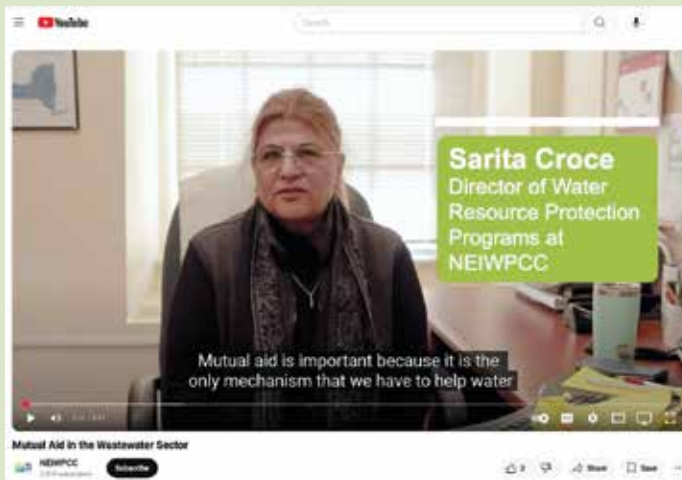 YouTube
Search
Sarita Croce
Director of Water
Resource Protection
Programs at
NEIWPCC
Mutual aid is important because it is the
only mechanism that we have to help water
Mutual Aid in the Wastewater Sector
NEIWPCC
Subscribe
3
Share
Save